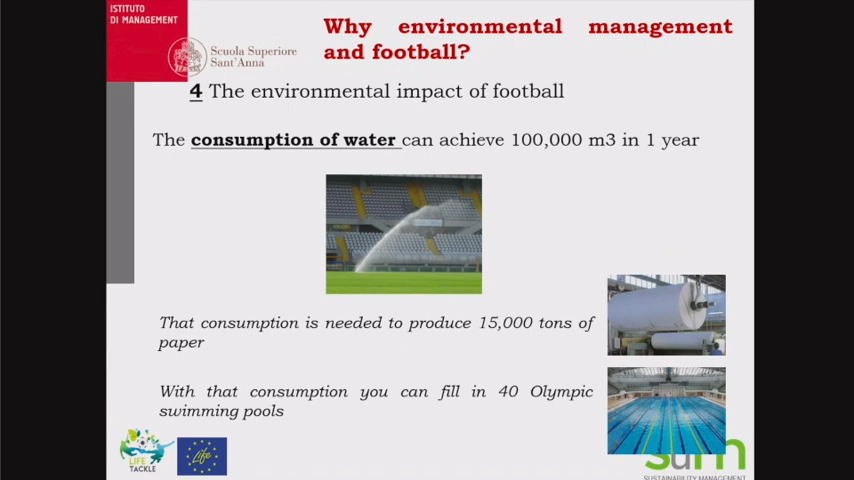 ISTITUTO
DI MANAGEMENT
Scuola Superiore
Sant'Anna
Why environmental management
and football?
4 The environmental impact of football
The consumption of water can achieve 100,000 m3 in 1 year
That consumption is needed to produce 15,000 tons of
paper
With that consumption you can fill in 40 Olympic
swimming pools
LIFE
TACKLE
Life
sum
SUSTAINABILITY MANAGEMENT